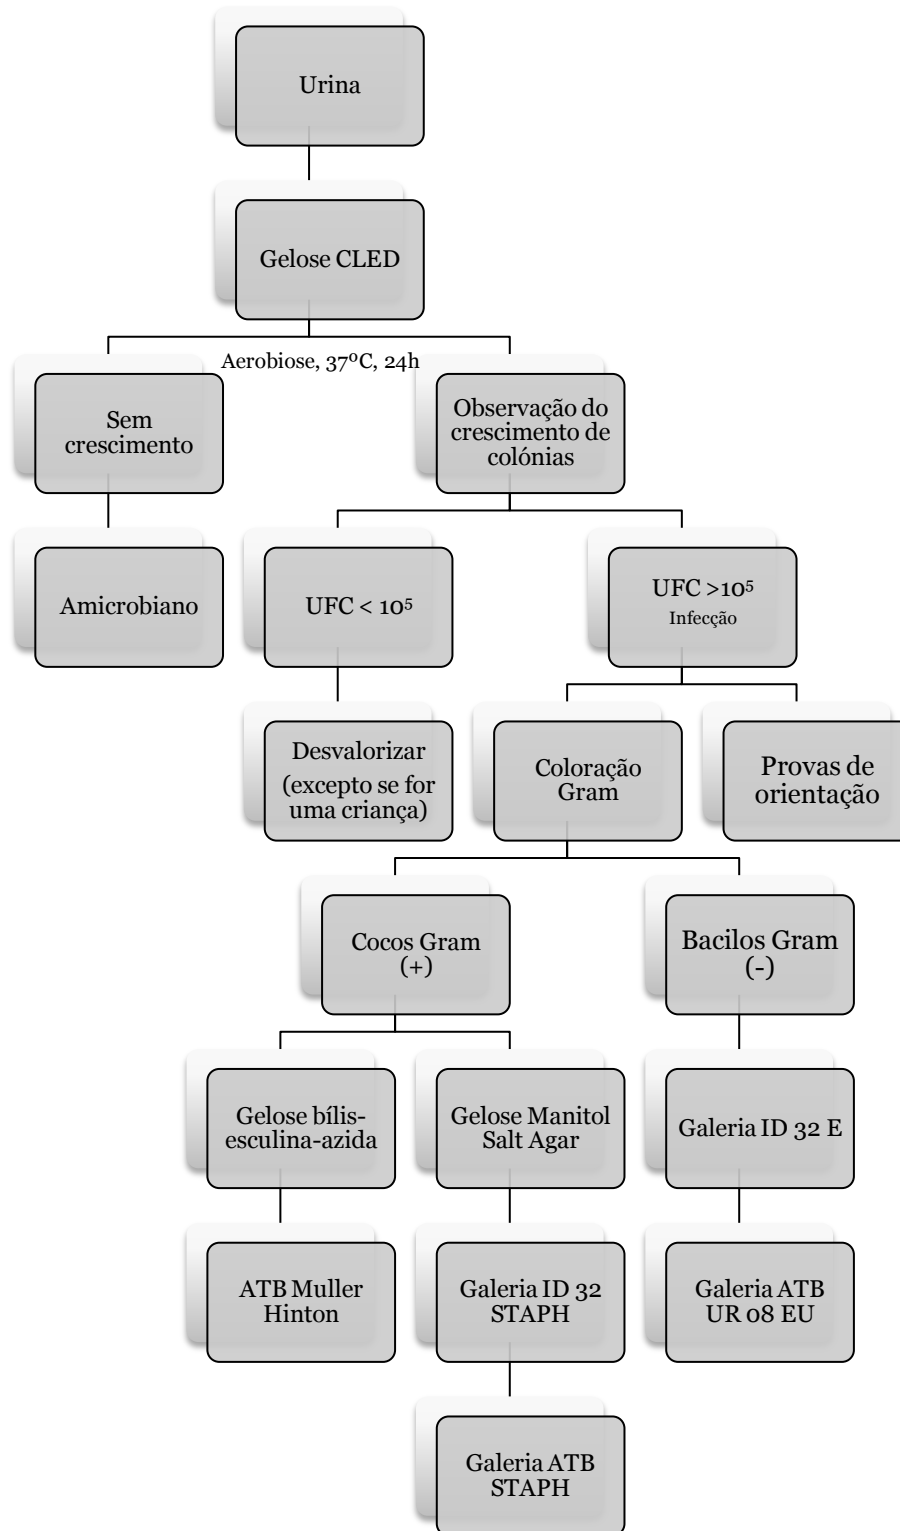 Urina
Gelose CLED
Aerobiose, 37ºC, 24h
Sem
crescimento
Observação do
crescimento de
colónias
Amicrobiano
UFC < 10⁵
UFC >10⁵
Infecção
Desvalorizar
(excepto se for
uma criança)
Coloração
Gram
Provas de
orientação
Cocos Gram
(+)
Bacilos Gram
(-)
Gelose bílis-
esculina-azida
Gelose Manitol
Salt Agar
Galeria ID 32 E
ATB Muller
Hinton
Galeria ID 32
STAPH
Galeria ATB
UR 08 EU
Galeria ATB
STAPH